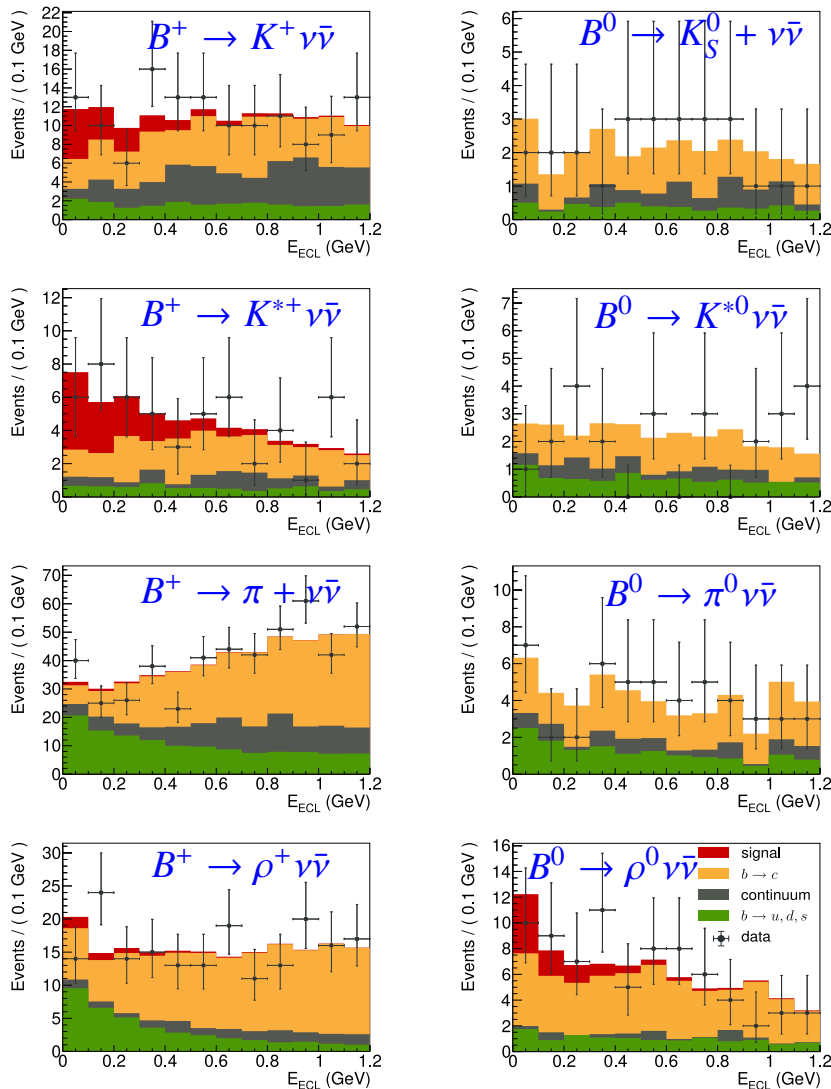 B⁺ → K⁺νν̄
Events / ( 0.1 GeV )
22
20
18
16
14
12
10
8
6
4
2
0
0 0.2 0.4 0.6 0.8 1 1.2
E_ECL (GeV)
B⁰ → K_S⁰ + νν̄
Events / ( 0.1 GeV )
6
5
4
3
2
1
0
0 0.2 0.4 0.6 0.8 1 1.2
E_ECL (GeV)
B⁺ → K*⁺νν̄
Events / ( 0.1 GeV )
12
10
8
6
4
2
0
0 0.2 0.4 0.6 0.8 1 1.2
E_ECL (GeV)
B⁰ → K*⁰νν̄
Events / ( 0.1 GeV )
7
6
5
4
3
2
1
0
0 0.2 0.4 0.6 0.8 1 1.2
E_ECL (GeV)
B⁺ → π + νν̄
Events / ( 0.1 GeV )
70
60
50
40
30
20
10
0
0 0.2 0.4 0.6 0.8 1 1.2
E_ECL (GeV)
B⁰ → π⁰νν̄
Events / ( 0.1 GeV )
10
8
6
4
2
0
0 0.2 0.4 0.6 0.8 1 1.2
E_ECL (GeV)
B⁺ → ρ⁺νν̄
Events / ( 0.1 GeV )
30
25
20
15
10
5
0
0 0.2 0.4 0.6 0.8 1 1.2
E_ECL (GeV)
B⁰ → ρ⁰νν̄
Events / ( 0.1 GeV )
16
14
12
10
8
6
4
2
0
signal
b → c
continuum
b → u, d, s
data
0 0.2 0.4 0.6 0.8 1 1.2
E_ECL (GeV)